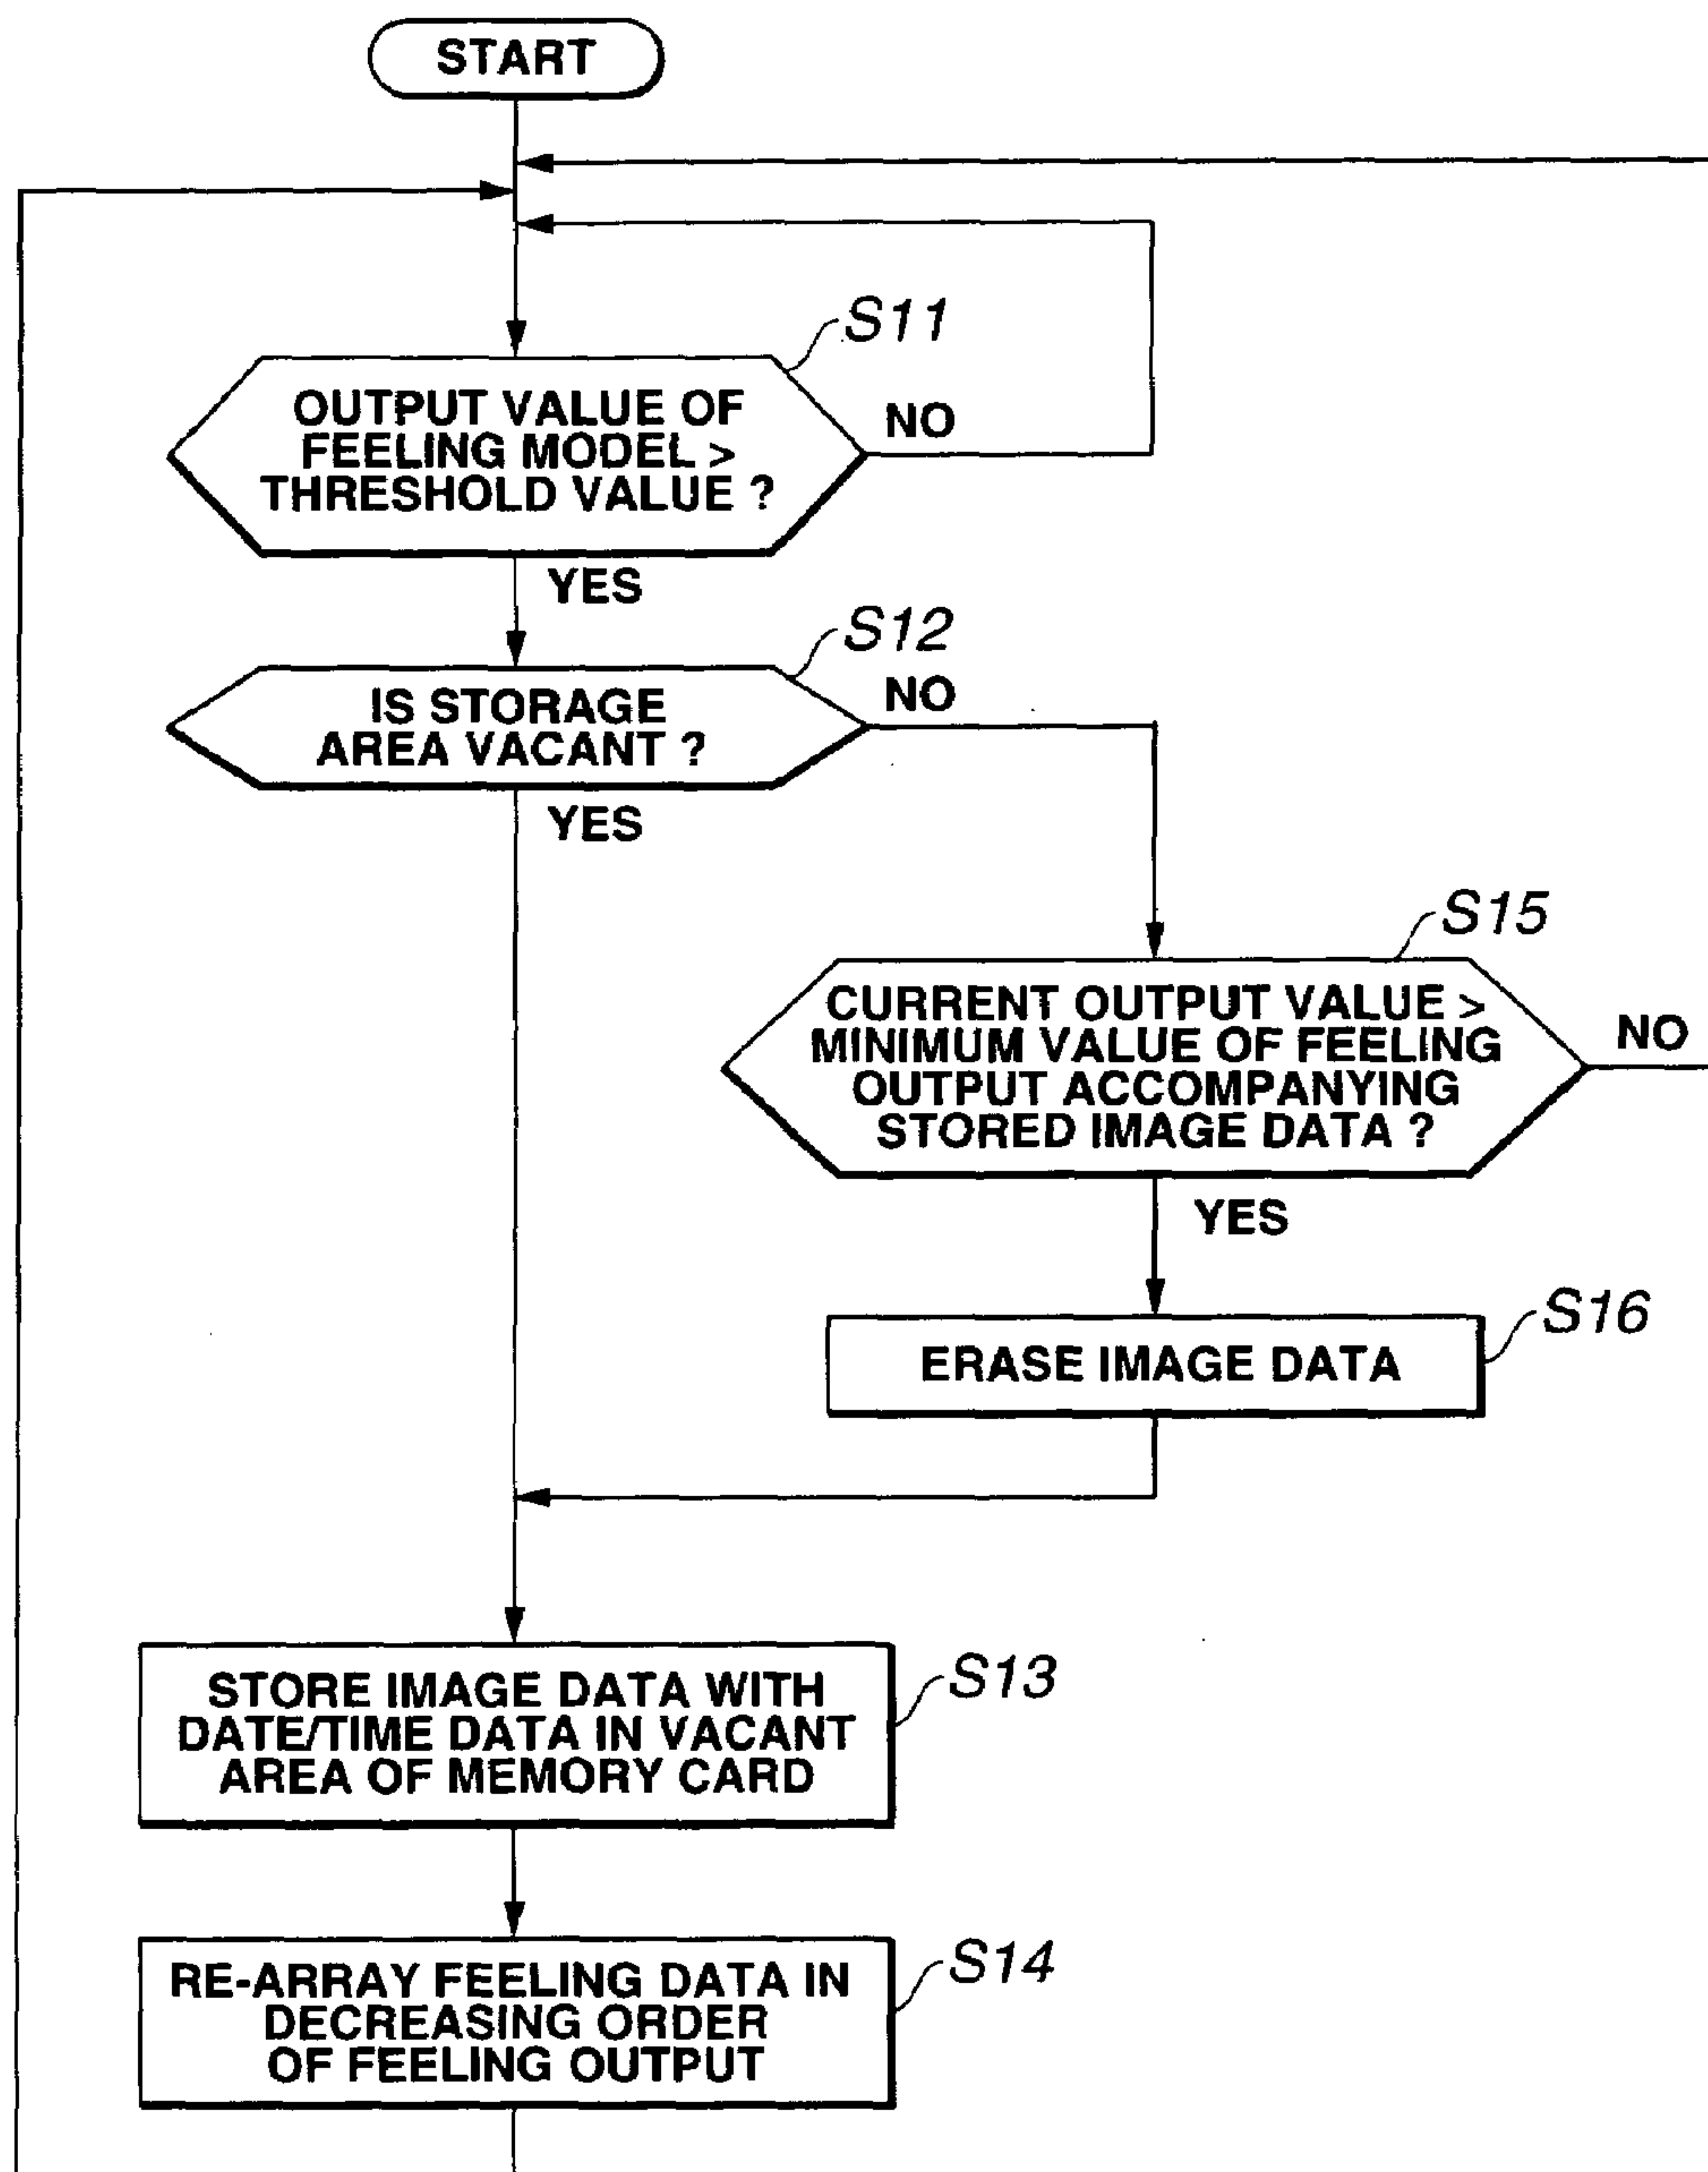 START
S11
OUTPUT VALUE OF
FEELING MODEL >
THRESHOLD VALUE ?
NO
YES
S12
IS STORAGE
AREA VACANT ?
NO
YES
S15
CURRENT OUTPUT VALUE >
MINIMUM VALUE OF FEELING
OUTPUT ACCOMPANYING
STORED IMAGE DATA ?
NO
YES
S16
ERASE IMAGE DATA
S13
STORE IMAGE DATA WITH
DATE/TIME DATA IN VACANT
AREA OF MEMORY CARD
S14
RE-ARRAY FEELING DATA IN
DECREASING ORDER
OF FEELING OUTPUT